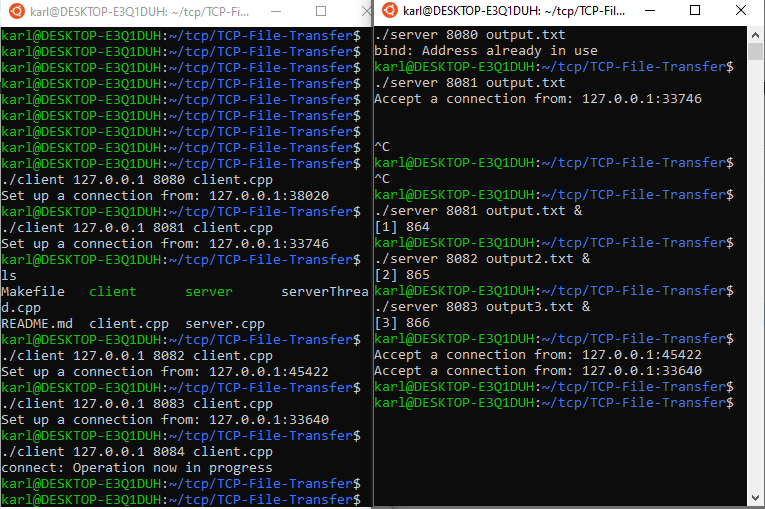 karl@DESKTOP-E3Q1DUH: ~/tcp/TCP-Fil...
karl@DESKTOP-E3Q1DUH:~/tcp/TCP-File-Transfer$
karl@DESKTOP-E3Q1DUH:~/tcp/TCP-File-Transfer$
karl@DESKTOP-E3Q1DUH:~/tcp/TCP-File-Transfer$
karl@DESKTOP-E3Q1DUH:~/tcp/TCP-File-Transfer$
karl@DESKTOP-E3Q1DUH:~/tcp/TCP-File-Transfer$
karl@DESKTOP-E3Q1DUH:~/tcp/TCP-File-Transfer$
karl@DESKTOP-E3Q1DUH:~/tcp/TCP-File-Transfer$
karl@DESKTOP-E3Q1DUH:~/tcp/TCP-File-Transfer$
karl@DESKTOP-E3Q1DUH:~/tcp/TCP-File-Transfer$
./client 127.0.0.1 8080 client.cpp
Set up a connection from: 127.0.0.1:38020
karl@DESKTOP-E3Q1DUH:~/tcp/TCP-File-Transfer$
./client 127.0.0.1 8081 client.cpp
Set up a connection from: 127.0.0.1:33746
karl@DESKTOP-E3Q1DUH:~/tcp/TCP-File-Transfer$
ls
Makefile client server serverThrea
d.cpp
README.md client.cpp server.cpp
karl@DESKTOP-E3Q1DUH:~/tcp/TCP-File-Transfer$
./client 127.0.0.1 8082 client.cpp
Set up a connection from: 127.0.0.1:45422
karl@DESKTOP-E3Q1DUH:~/tcp/TCP-File-Transfer$
./client 127.0.0.1 8083 client.cpp
Set up a connection from: 127.0.0.1:33640
karl@DESKTOP-E3Q1DUH:~/tcp/TCP-File-Transfer$
./client 127.0.0.1 8084 client.cpp
connect: Operation now in progress
karl@DESKTOP-E3Q1DUH:~/tcp/TCP-File-Transfer$
karl@DESKTOP-E3Q1DUH:~/tcp/TCP-File-Transfer$
karl@DESKTOP-E3Q1DUH: ~/tcp/TCP-Fil...
./server 8080 output.txt
bind: Address already in use
karl@DESKTOP-E3Q1DUH:~/tcp/TCP-File-Transfer$
./server 8081 output.txt
Accept a connection from: 127.0.0.1:33746
^C
karl@DESKTOP-E3Q1DUH:~/tcp/TCP-File-Transfer$
^C
karl@DESKTOP-E3Q1DUH:~/tcp/TCP-File-Transfer$
./server 8081 output.txt &
[1] 864
karl@DESKTOP-E3Q1DUH:~/tcp/TCP-File-Transfer$
./server 8082 output2.txt &
[2] 865
karl@DESKTOP-E3Q1DUH:~/tcp/TCP-File-Transfer$
./server 8083 output3.txt &
[3] 866
karl@DESKTOP-E3Q1DUH:~/tcp/TCP-File-Transfer$
Accept a connection from: 127.0.0.1:45422
Accept a connection from: 127.0.0.1:33640
karl@DESKTOP-E3Q1DUH:~/tcp/TCP-File-Transfer$
karl@DESKTOP-E3Q1DUH:~/tcp/TCP-File-Transfer$